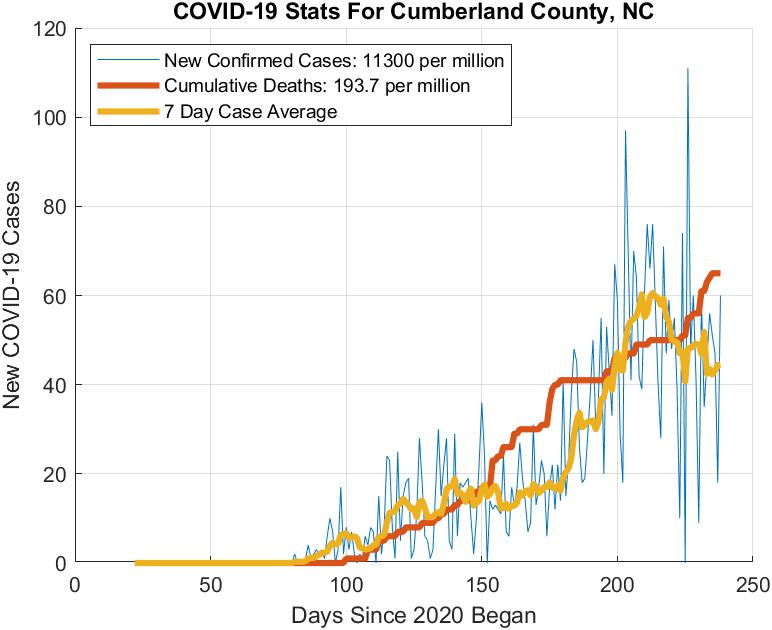 COVID-19 Stats For Cumberland County, NC
New Confirmed Cases: 11300 per million
Cumulative Deaths: 193.7 per million
7 Day Case Average
New COVID-19 Cases
120
100
80
60
40
20
0
0 50 100 150 200 250
Days Since 2020 Began